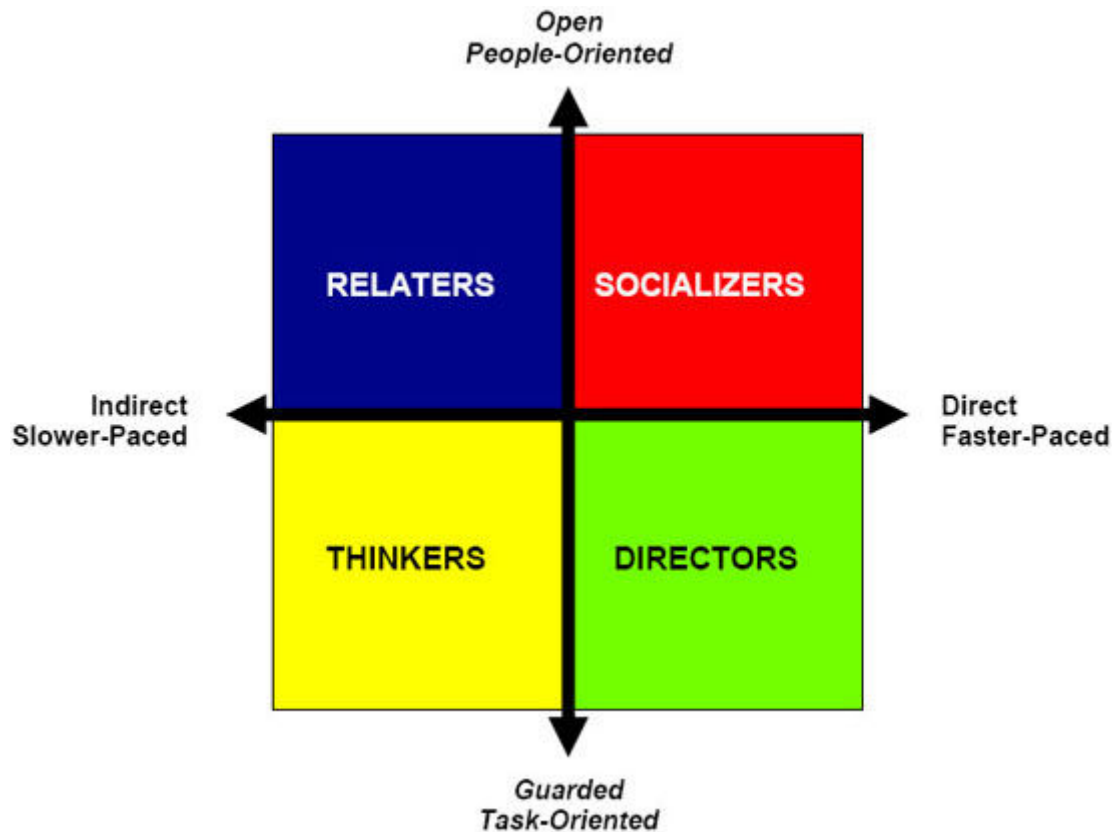 Open
People-Oriented
RELATERS
SOCIALIZERS
Indirect
Slower-Paced
Direct
Faster-Paced
THINKERS
DIRECTORS
Guarded
Task-Oriented